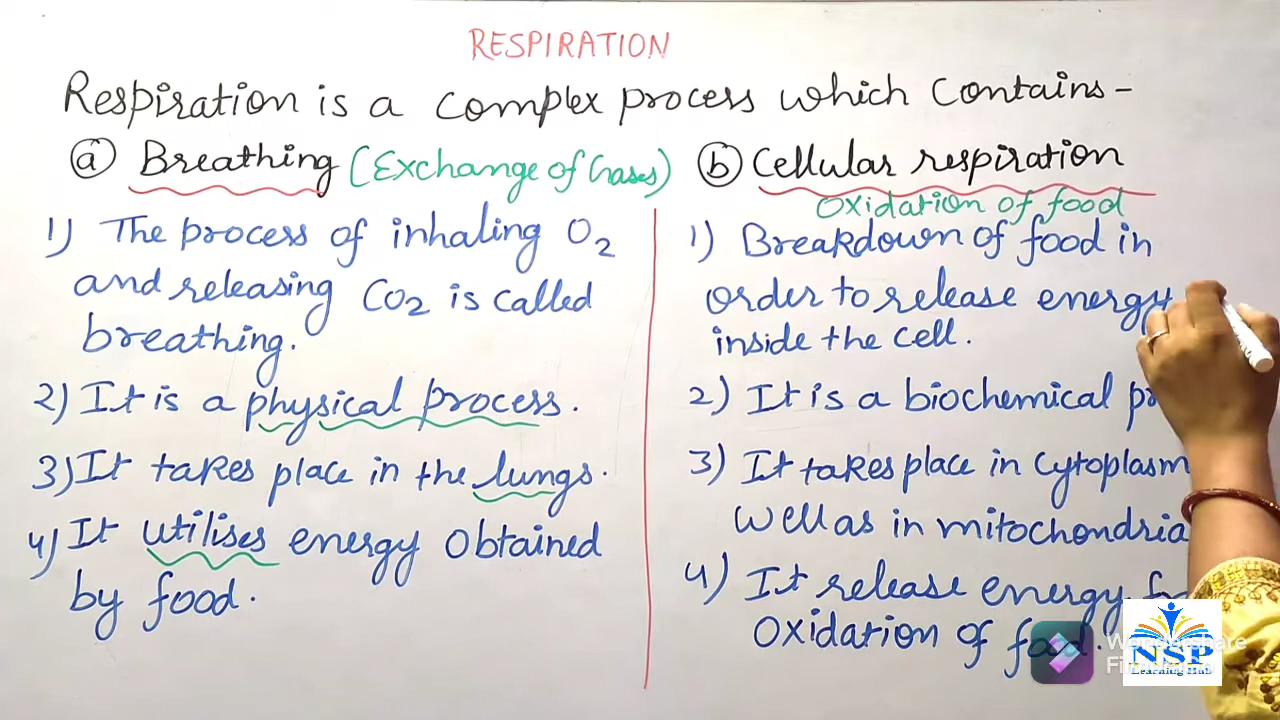 RESPIRATION
Respiration is a complex process which contains -
ⓐ Breathing (Exchange of Gases)
1) The process of inhaling O2
and releasing CO2 is called
breathing.
2) It is a physical process.
3) It takes place in the lungs.
4) It utilises energy obtained
by food.
ⓑ Cellular respiration
Oxidation of food
1) Breakdown of food in
order to release energy
inside the cell.
2) It is a biochemical
3) It takes place in cytoplasm
well as in mitochondria
4) It release energy
Oxidation of food.
Wondershare
NSP
Learning Hub